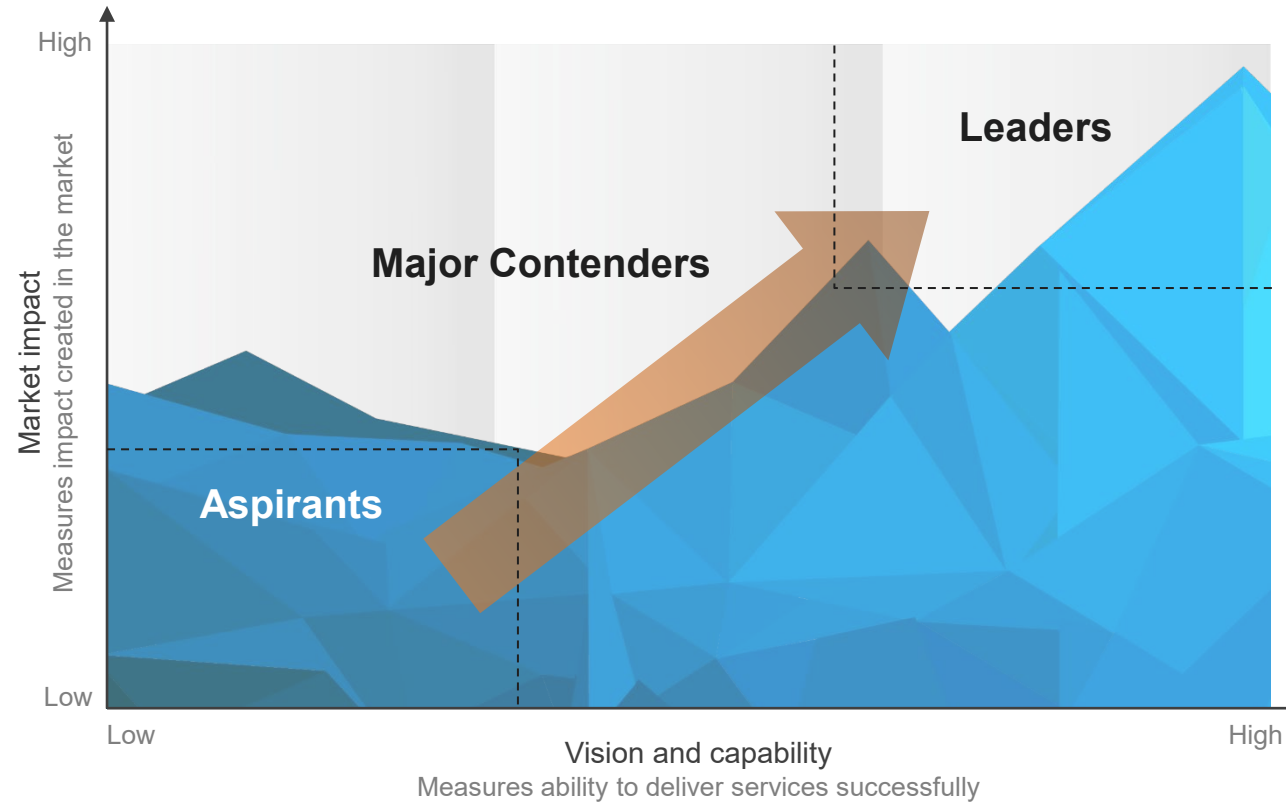 High
Leaders
Major Contenders
Market impact
Measures impact created in the market
Aspirants
Low
Low
High
Vision and capability
Measures ability to deliver services successfully